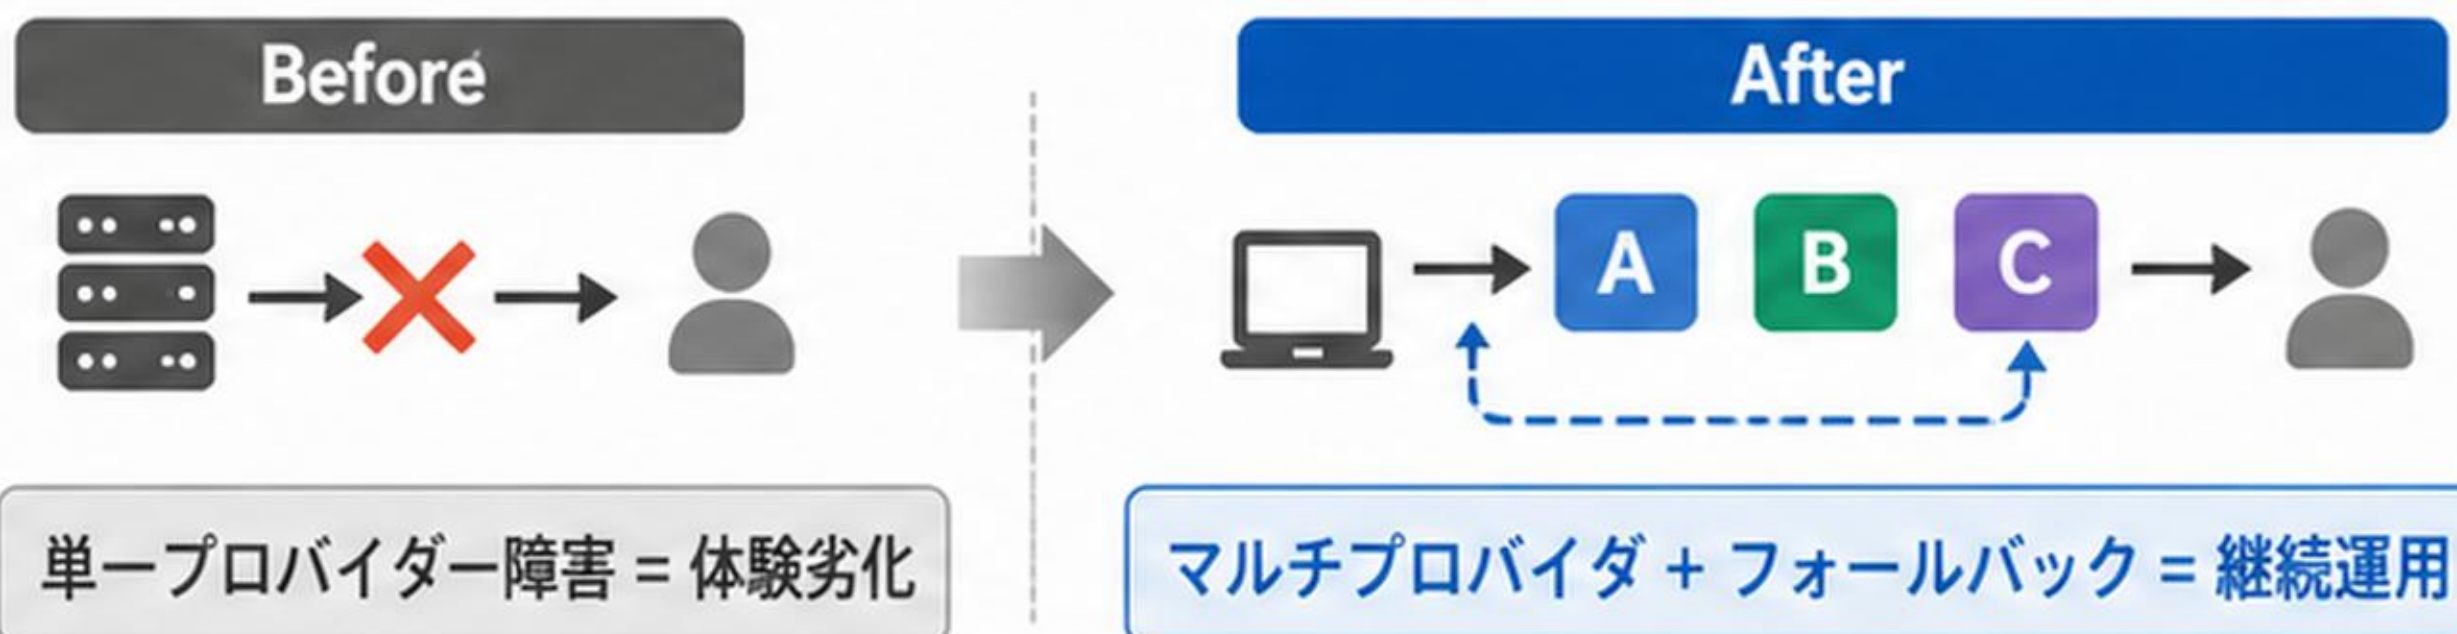 Before
After
A B C
単一プロバイダー障害 = 体験劣化
マルチプロバイダ + フォールバック = 継続運用